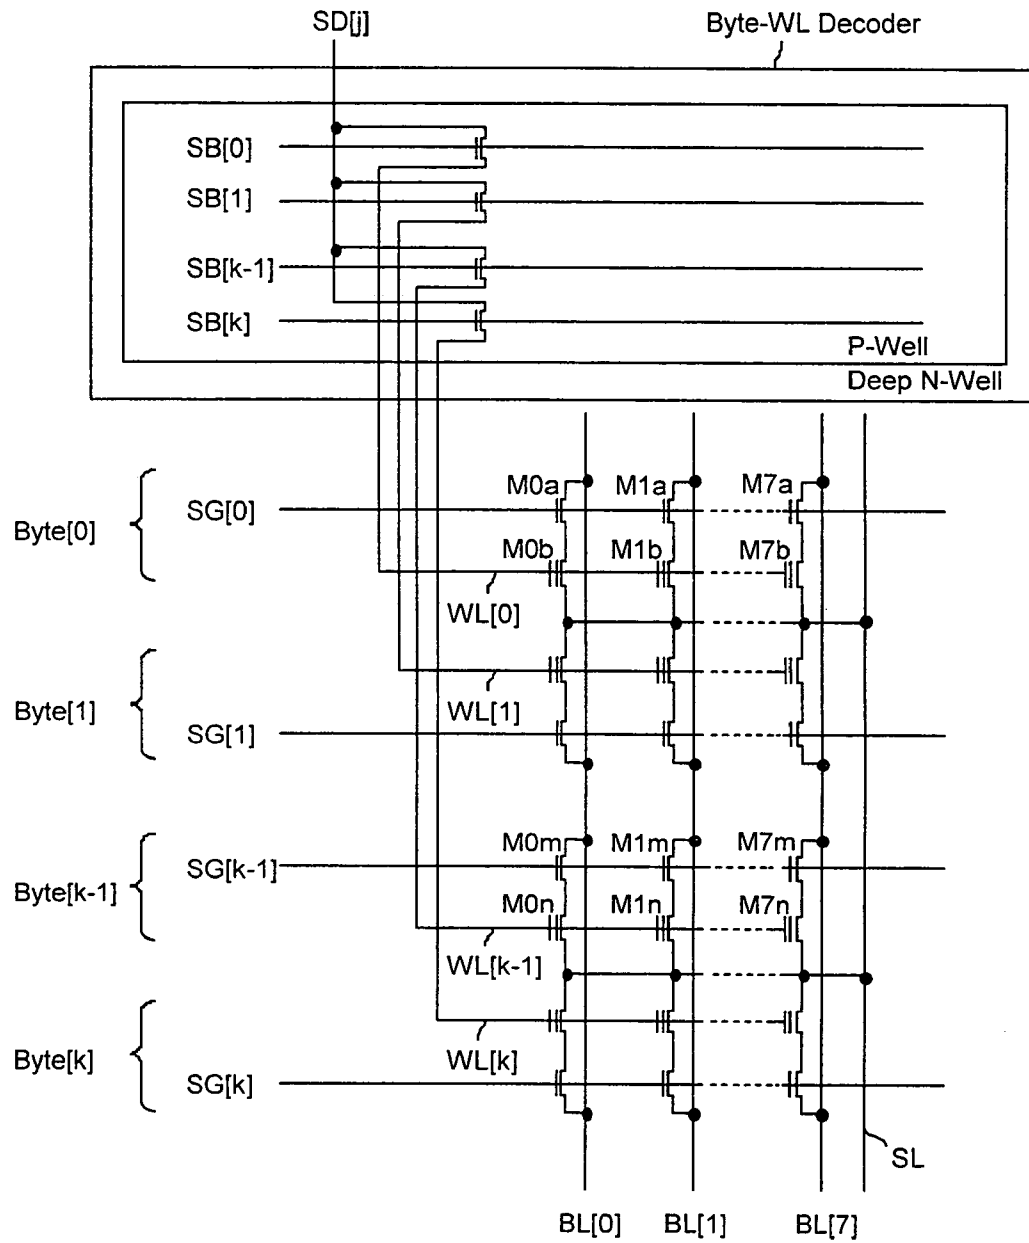 SD[j]
Byte-WL Decoder
SB[0]
SB[1]
SB[k-1]
SB[k]
P-Well
Deep N-Well
M0a M1a M7a
Byte[0] SG[0]
M0b M1b M7b
WL[0]
Byte[1] WL[1]
SG[1]
M0m M1m M7m
SG[k-1]
Byte[k-1] M0n M1n M7n
WL[k-1]
Byte[k] WL[k]
SG[k]
SL
BL[0] BL[1] BL[7]